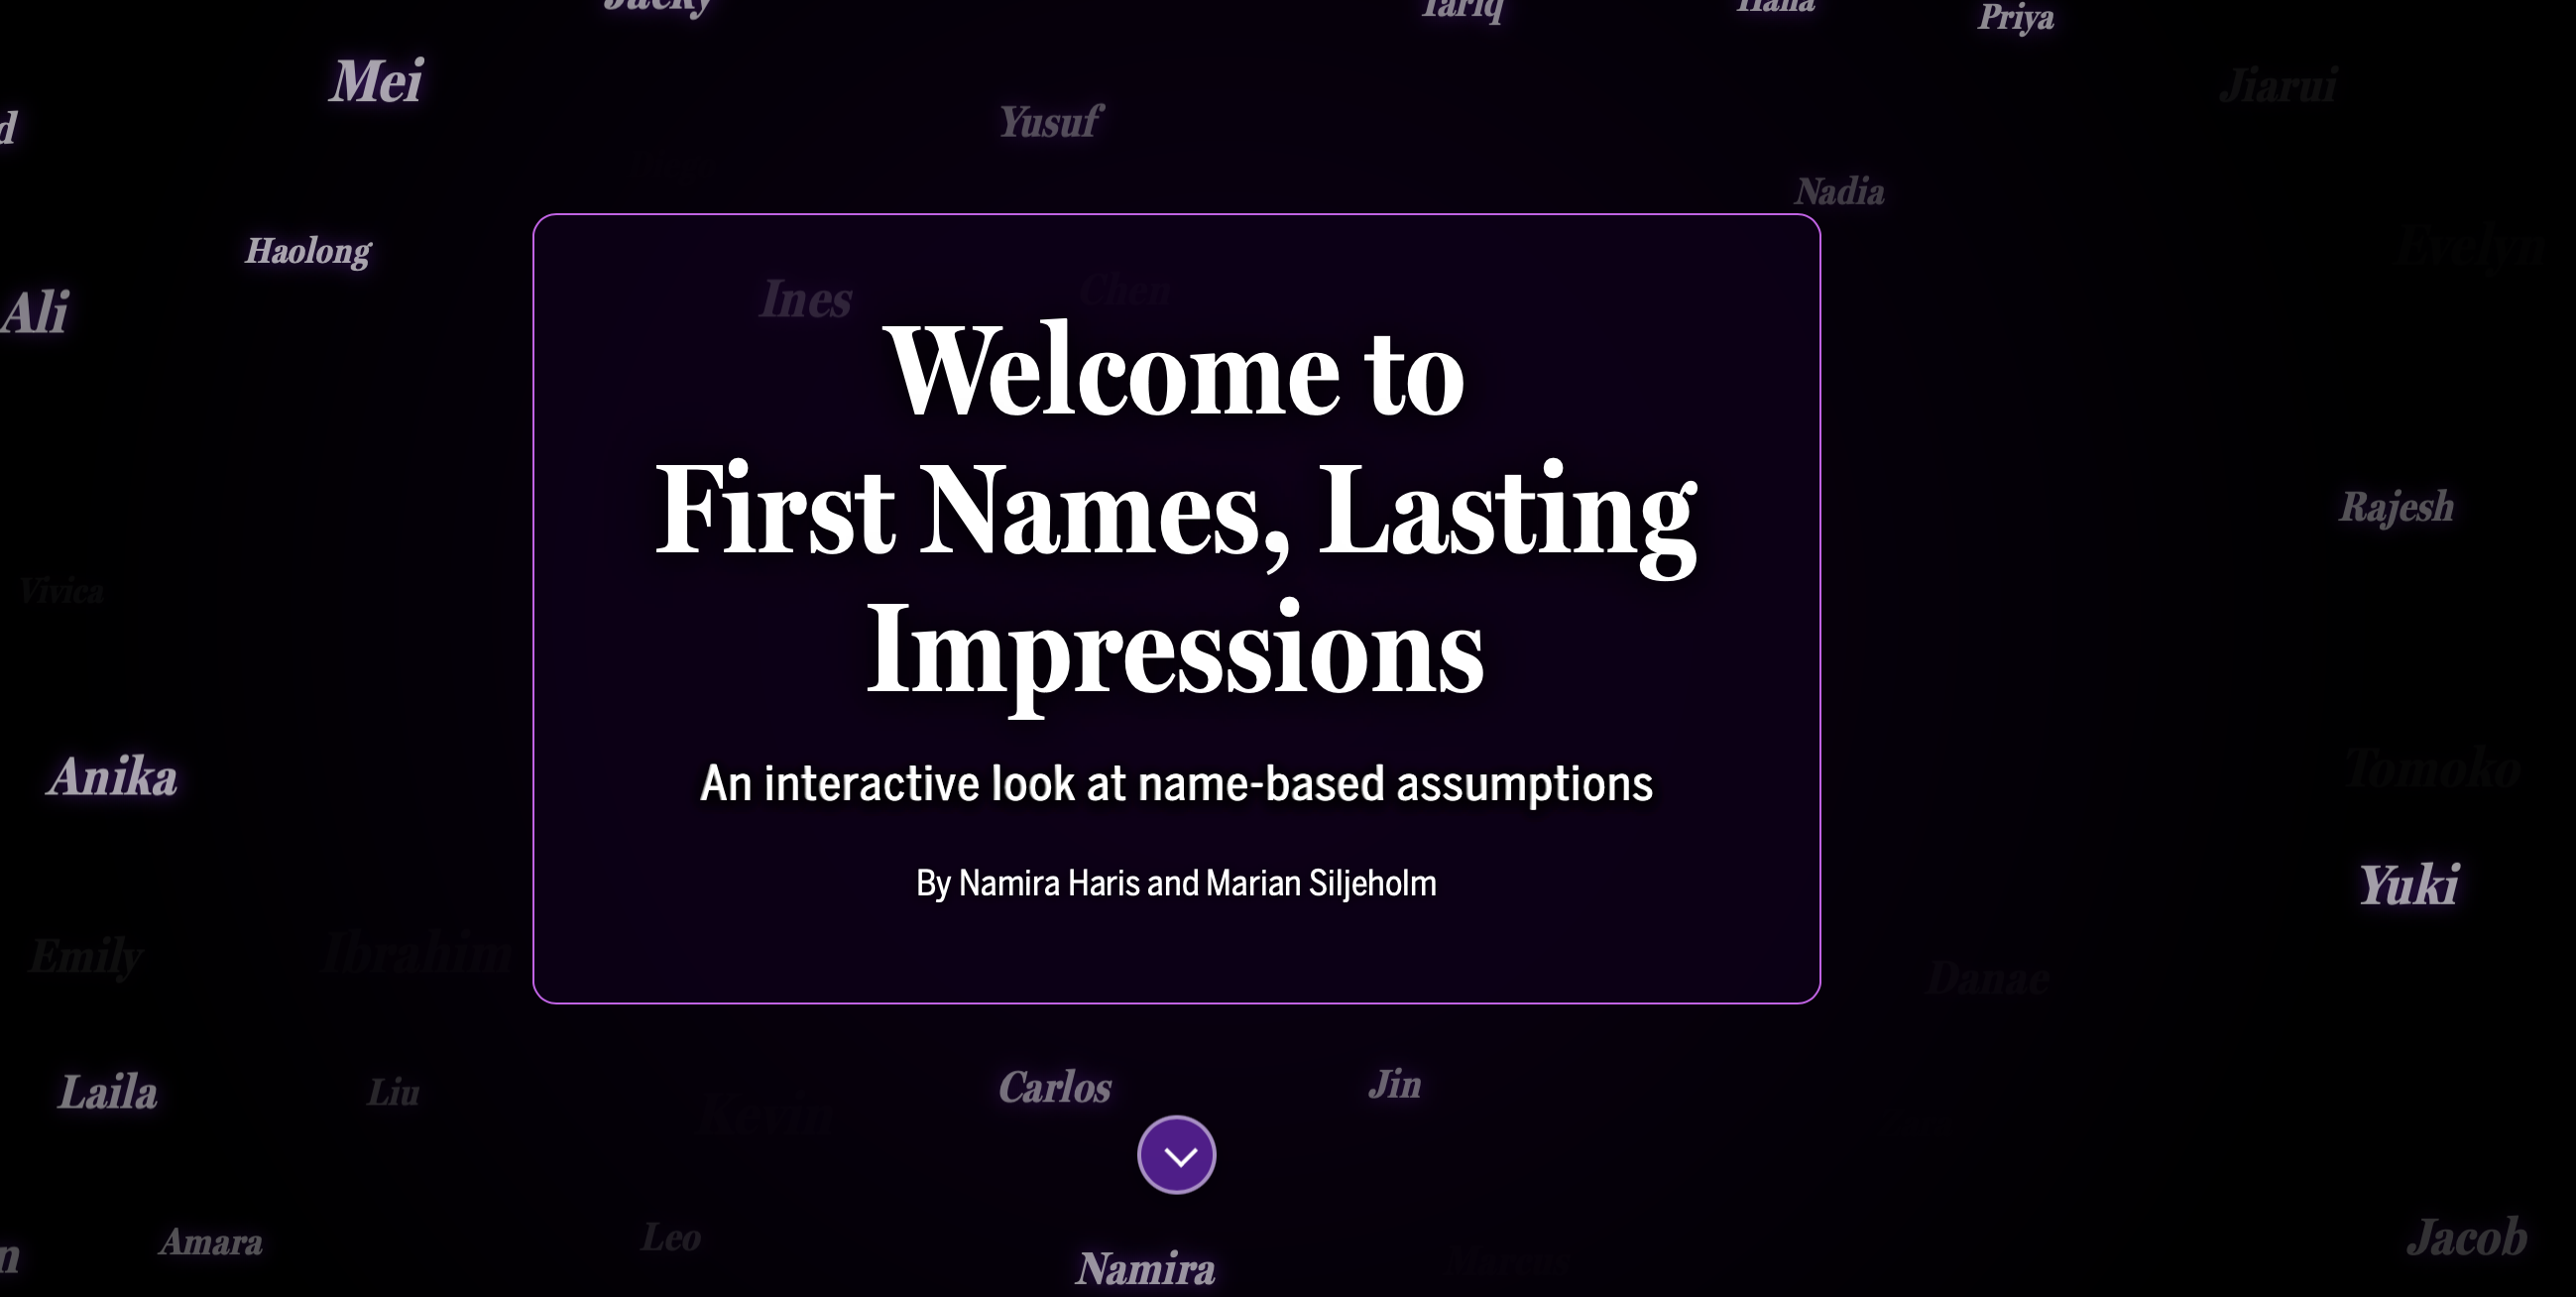 Jacky
Tariq
Hana
Priya
Mei
Jiarui
Yusuf
d
Nadia
Haolong
Evelyn
Ines
Chen
Ali
Welcome to
First Names, Lasting
Impressions
Rajesh
Vivica
An interactive look at name-based assumptions
Anika
Tomoko
By Namira Haris and Marian Siljeholm
Yuki
Emily
Ibrahim
Danae
Laila
Liu
Kevin
Carlos
Jin
n
Amara
Leo
Namira
Marcus
Jacob